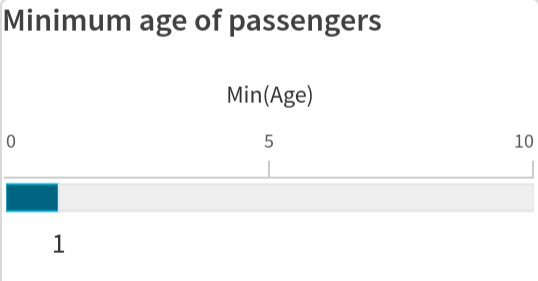 Minimum age of passengers
Min(Age)
0 5 10
1